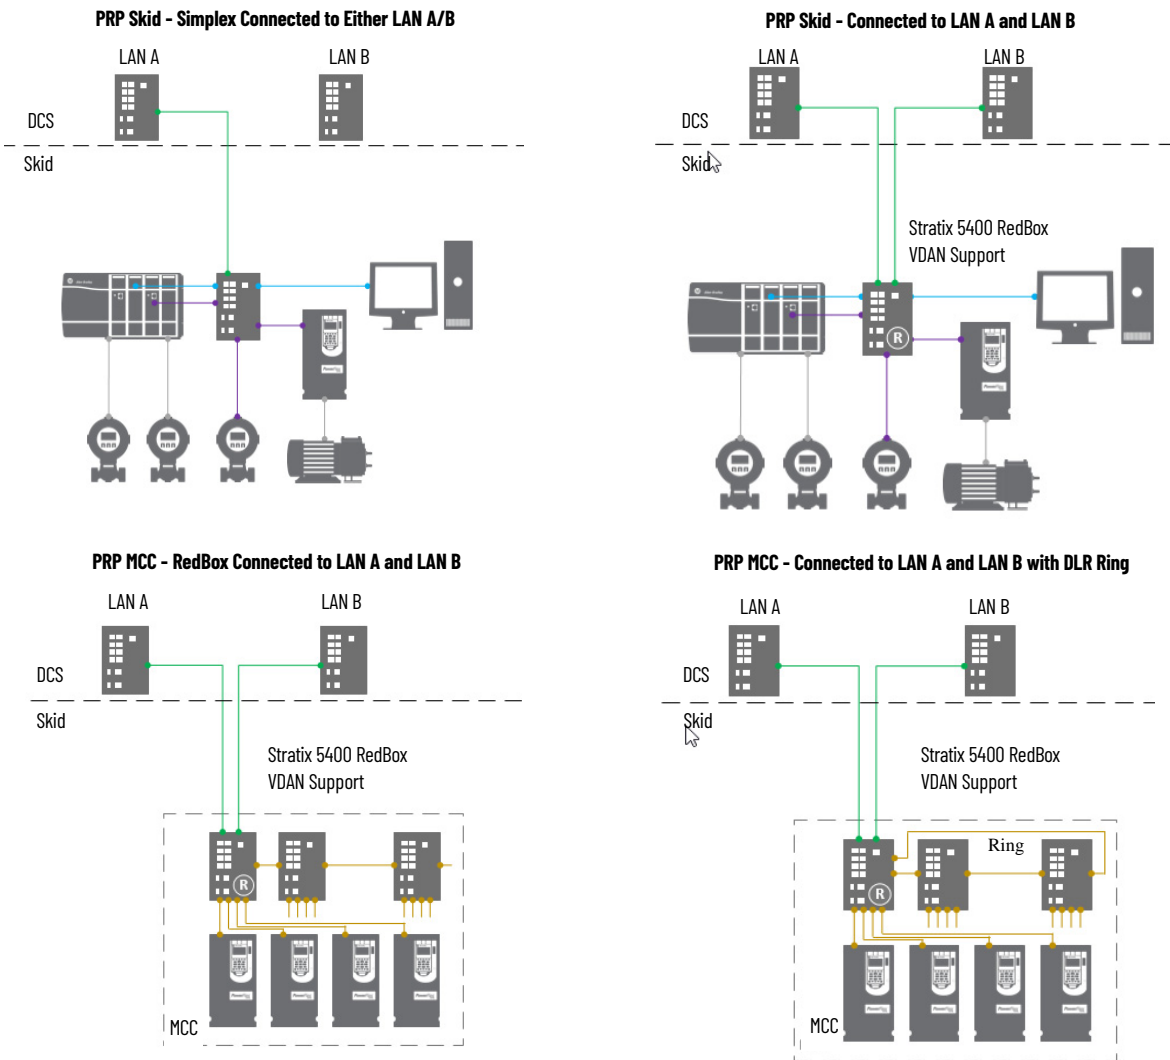 PRP Skid - Simplex Connected to Either LAN A/B
LAN A
LAN B
DCS
Skid
PRP Skid - Connected to LAN A and LAN B
LAN A
LAN B
DCS
Skid
Stratix 5400 RedBox
VDAN Support
R
PRP MCC - RedBox Connected to LAN A and LAN B
LAN A
LAN B
DCS
Skid
Stratix 5400 RedBox
VDAN Support
R
MCC
PRP MCC - Connected to LAN A and LAN B with DLR Ring
LAN A
LAN B
DCS
Skid
Stratix 5400 RedBox
VDAN Support
Ring
R
MCC